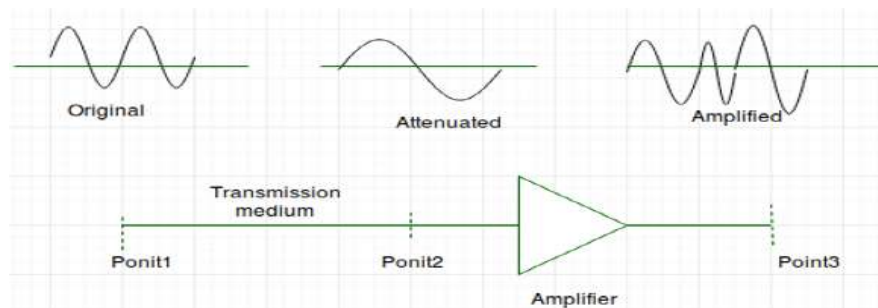 Original
Attenuated
Amplified
Transmission
medium
Ponit1
Ponit2
Point3
Amplifier